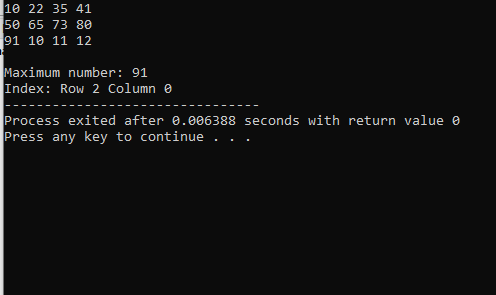 10 22 35 41
50 65 73 80
91 10 11 12
Maximum number: 91
Index: Row 2 Column 0
--------------------------------
Process exited after 0.006388 seconds with return value 0
Press any key to continue . . .